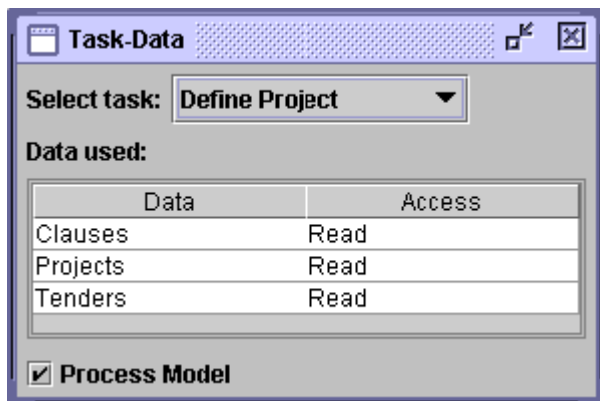 Task-Data
Select task: Define Project
Data used:
Data Access
Clauses Read
Projects Read
Tenders Read
Process Model